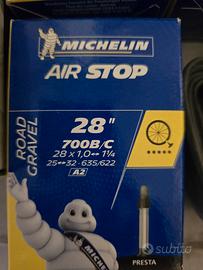 MICHELIN
AIR STOP
ROAD
GRAVEL
28"
700B/C
28 x 1,0↔1¼
25↔32 - 635/622
A2
PRESTA
subito